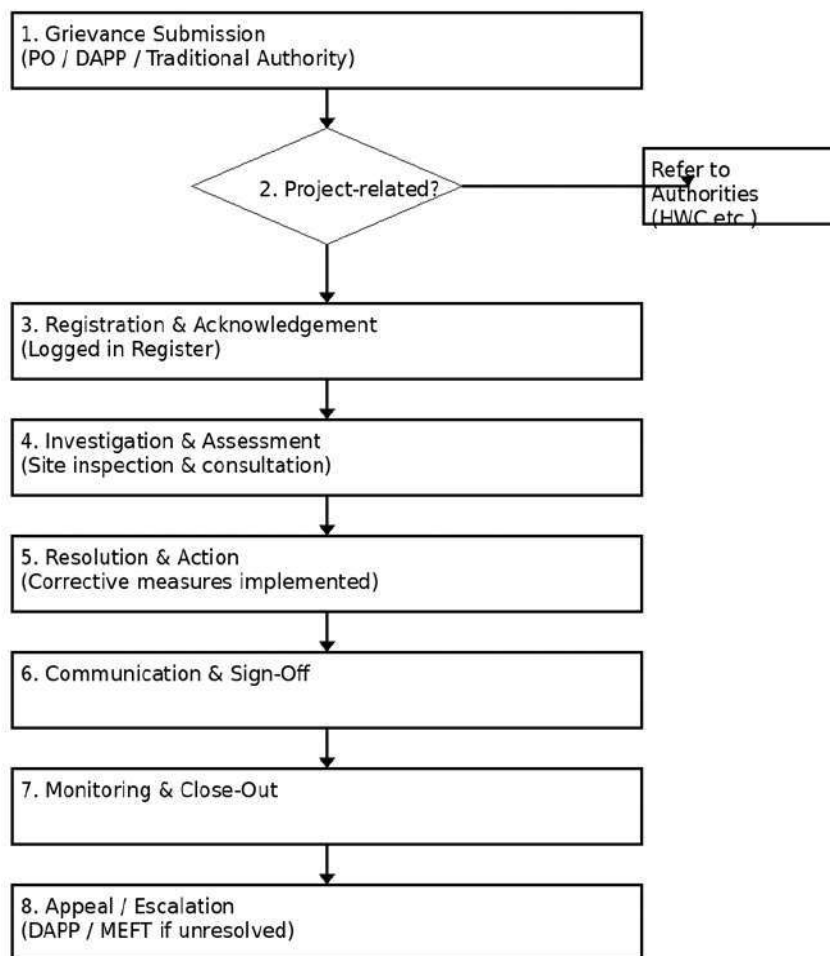 1. Grievance Submission
(PO / DAPP / Traditional Authority)
2. Project-related?
Refer to
Authorities
(HWC etc.)
3. Registration & Acknowledgement
(Logged in Register)
4. Investigation & Assessment
(Site inspection & consultation)
5. Resolution & Action
(Corrective measures implemented)
6. Communication & Sign-Off
7. Monitoring & Close-Out
8. Appeal / Escalation
(DAPP / MEFT if unresolved)